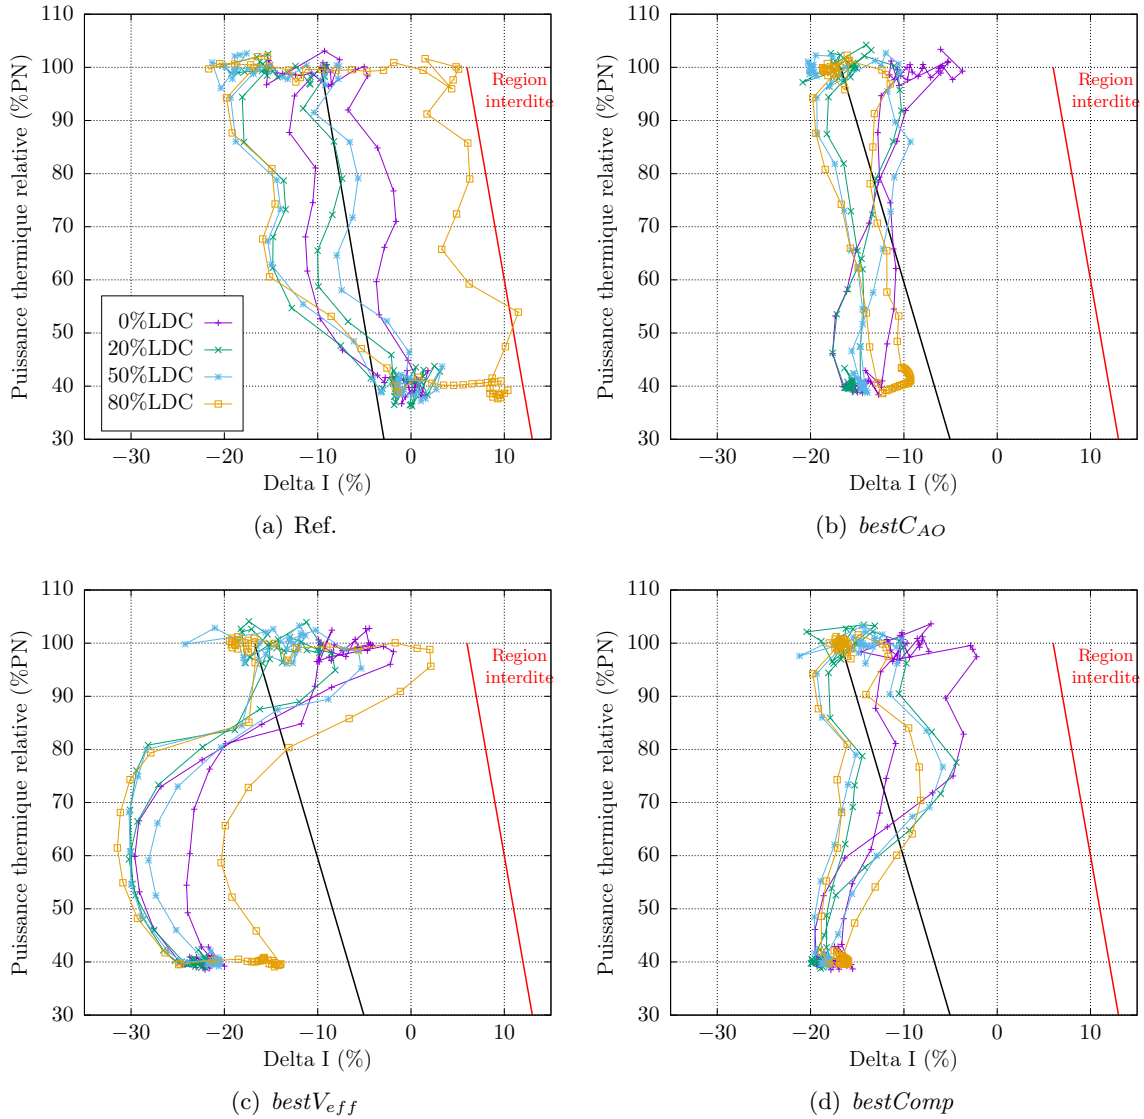 110
100
90
80
70
60
50
40
30
Puissance thermique relative (%PN)
Region
interdite
0%LDC
20%LDC
50%LDC
80%LDC
−30 −20 −10 0 10
Delta I (%)
(a) Ref.
110
100
90
80
70
60
50
40
30
Puissance thermique relative (%PN)
Region
interdite
−30 −20 −10 0 10
Delta I (%)
(b) bestC_AO
110
100
90
80
70
60
50
40
30
Puissance thermique relative (%PN)
Region
interdite
−30 −20 −10 0 10
Delta I (%)
(c) bestV_eff
110
100
90
80
70
60
50
40
30
Puissance thermique relative (%PN)
Region
interdite
−30 −20 −10 0 10
Delta I (%)
(d) bestComp